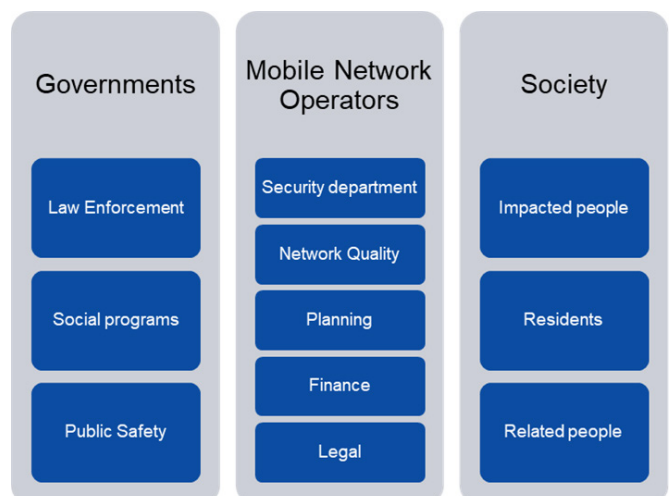 Governments
Law Enforcement
Social programs
Public Safety
Mobile Network
Operators
Security department
Network Quality
Planning
Finance
Legal
Society
Impacted people
Residents
Related people